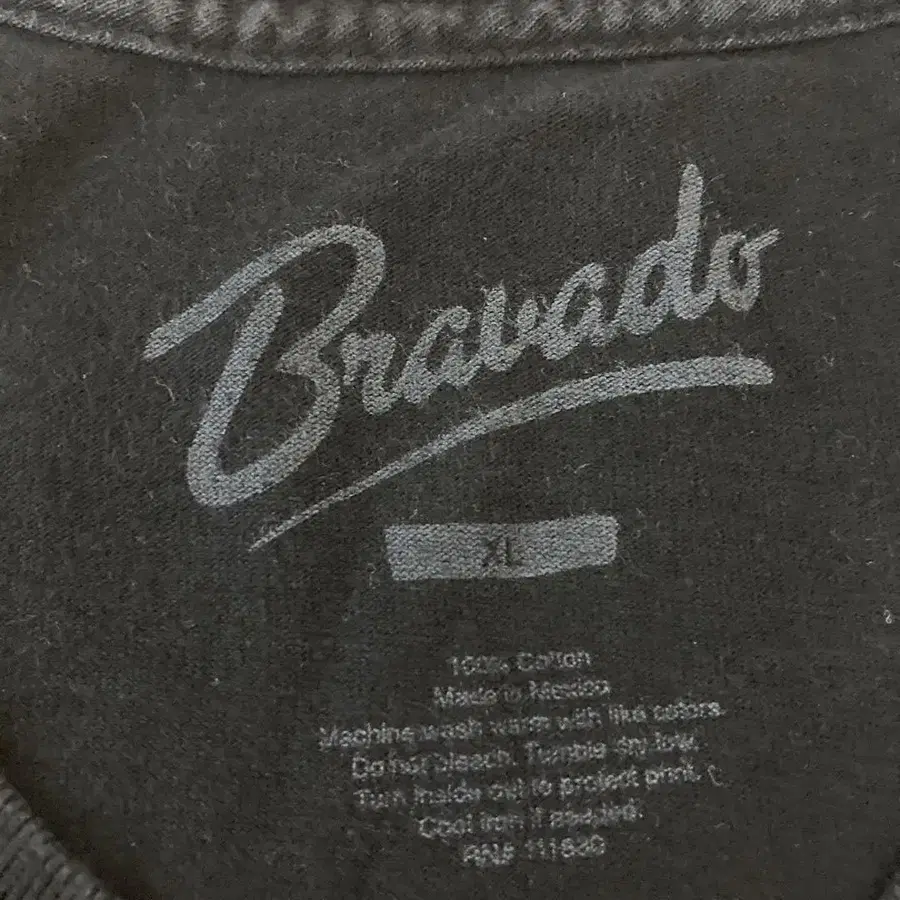 Bravado
XL
100% Cotton
Made in Mexico
Machine wash warm with like colors.
Do not bleach. Tumble dry low.
Turn inside out to protect print.
Cool iron if needed.
RN#